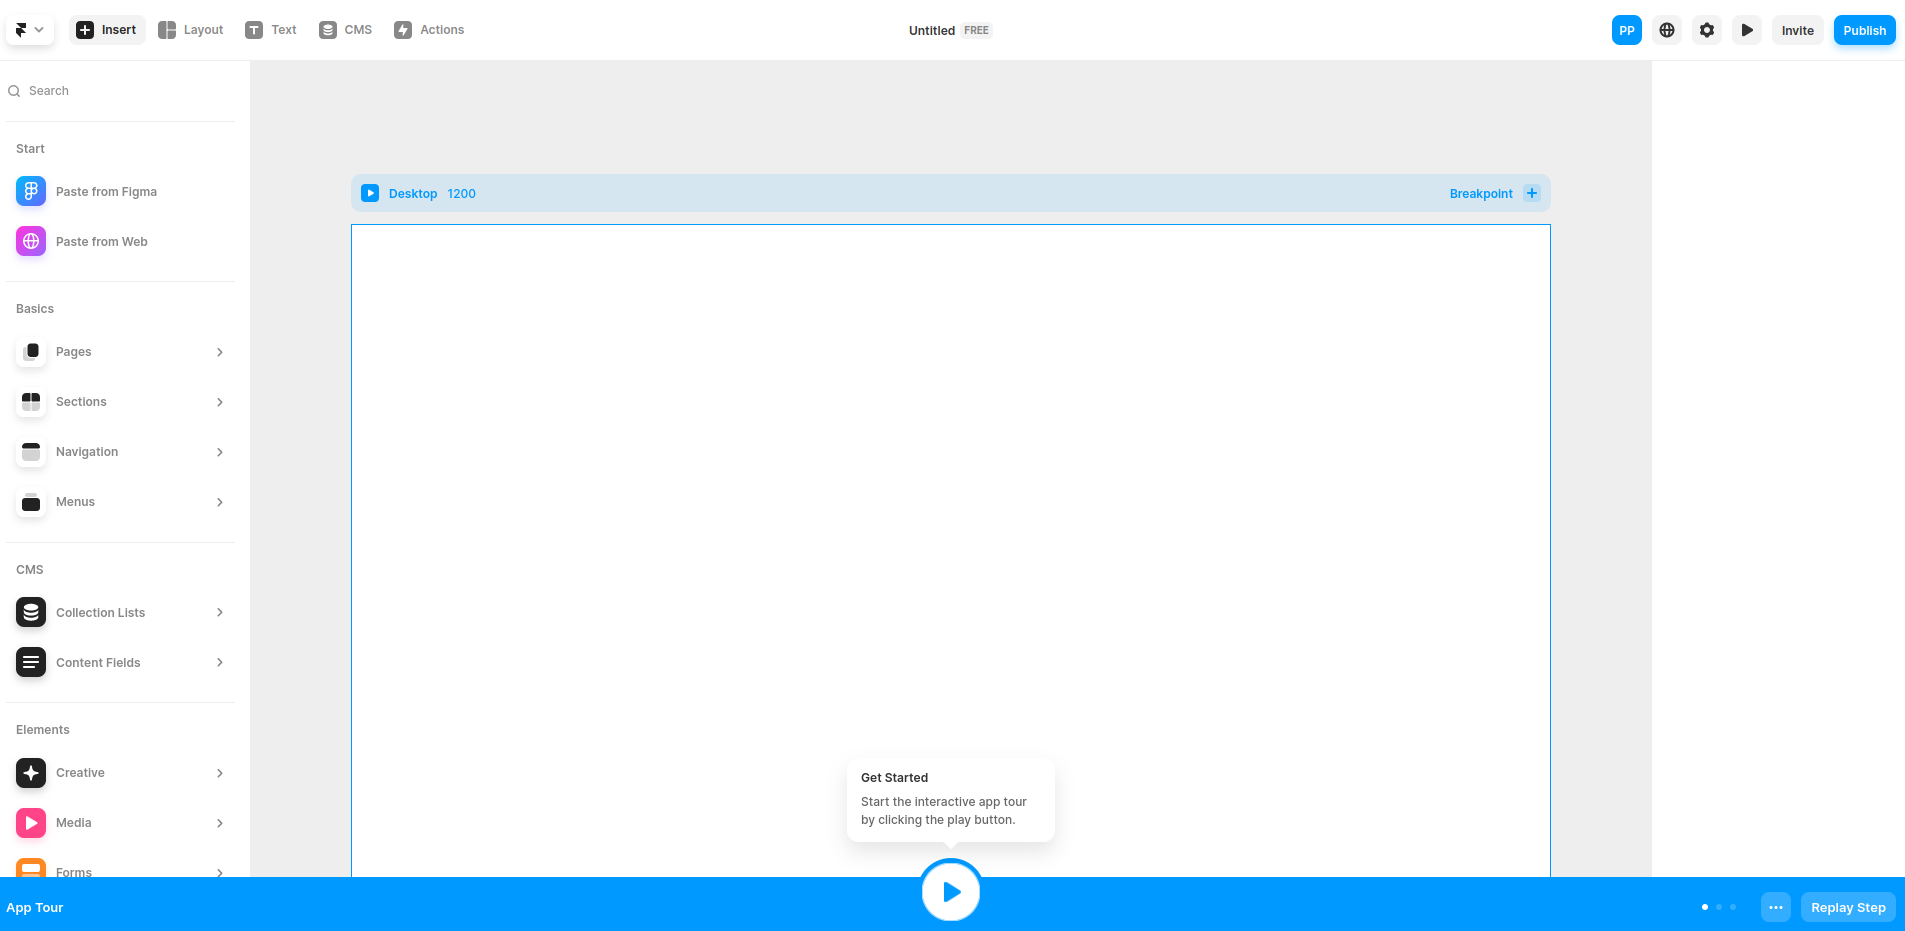 Insert
Layout
Text
CMS
Actions
Untitled FREE
PP
Invite
Publish
Search
Start
Paste from Figma
Paste from Web
Basics
Pages
Sections
Navigation
Menus
CMS
Collection Lists
Content Fields
Elements
Creative
Media
Forms
Desktop 1200
Breakpoint
Get Started
Start the interactive app tour
by clicking the play button.
App Tour
Replay Step